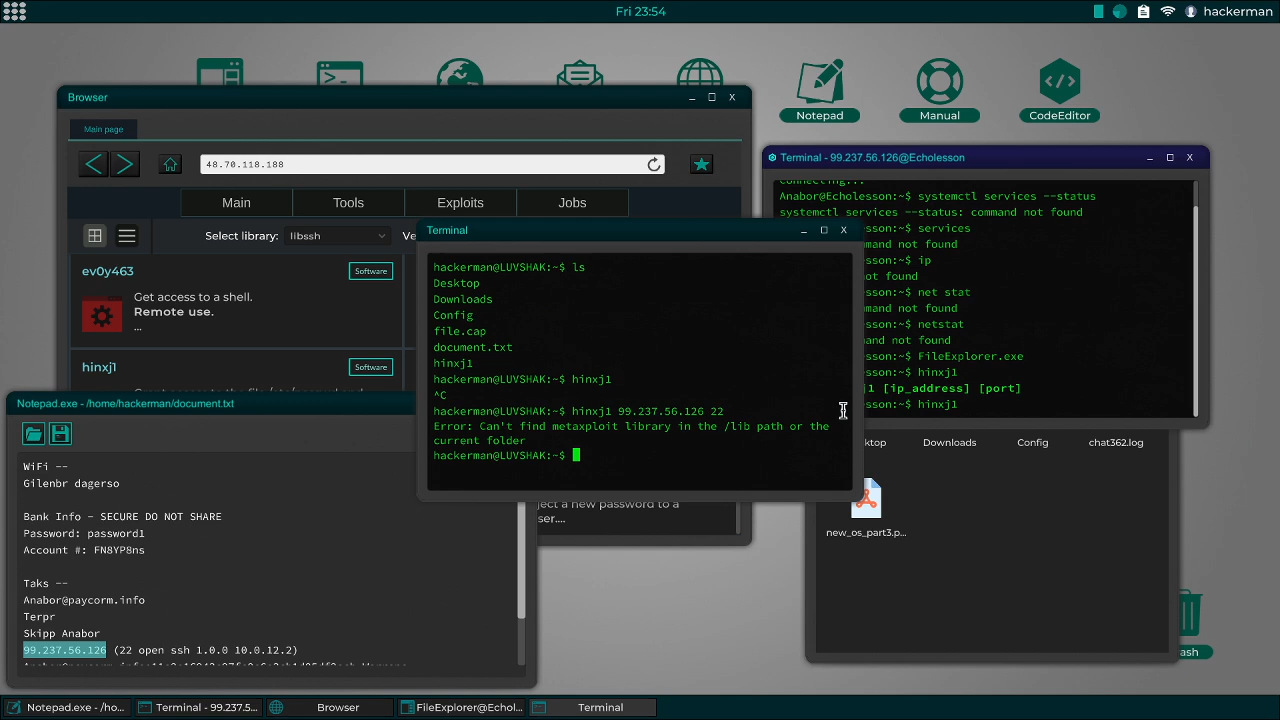 Fri 23:54
hackerman
Notepad
Manual
CodeEditor
Browser
Main page
48.70.118.188
Main
Tools
Exploits
Jobs
Select library:
libssh
Ve
ev0y463
Software
Get access to a shell.
Remote use.
...
hinxj1
Software
ject a new password to a
ser....
Terminal - 99.237.56.126@Echolesson
Connecting...
Anabor@Echolesson:~$ systemctl services --status
systemctl services --status: command not found
esson:~$ services
mmand not found
esson:~$ ip
not found
esson:~$ net stat
mmand not found
esson:~$ netstat
mmand not found
esson:~$ FileExplorer.exe
esson:~$ hinxj1
j1 [ip_address] [port]
esson:~$ hinxj1
Terminal
hackerman@LUVSHAK:~$ ls
Desktop
Downloads
Config
file.cap
document.txt
hinxj1
hackerman@LUVSHAK:~$ hinxj1
^C
hackerman@LUVSHAK:~$ hinxj1 99.237.56.126 22
Error: Can't find metaxploit library in the /lib path or the
current folder
hackerman@LUVSHAK:~$
Notepad.exe - /home/hackerman/document.txt
WiFi --
Gilenbr dagerso
Bank Info - SECURE DO NOT SHARE
Password: password1
Account #: FN8YP8ns
Taks --
Anabor@paycorm.info
Terpr
Skipp Anabor
99.237.56.126 (22 open ssh 1.0.0 10.0.12.2)
ktop
Downloads
Config
chat362.log
new_os_part3.p...
ash
Notepad.exe - /ho...
Terminal - 99.237.5...
Browser
FileExplorer@Echol...
Terminal